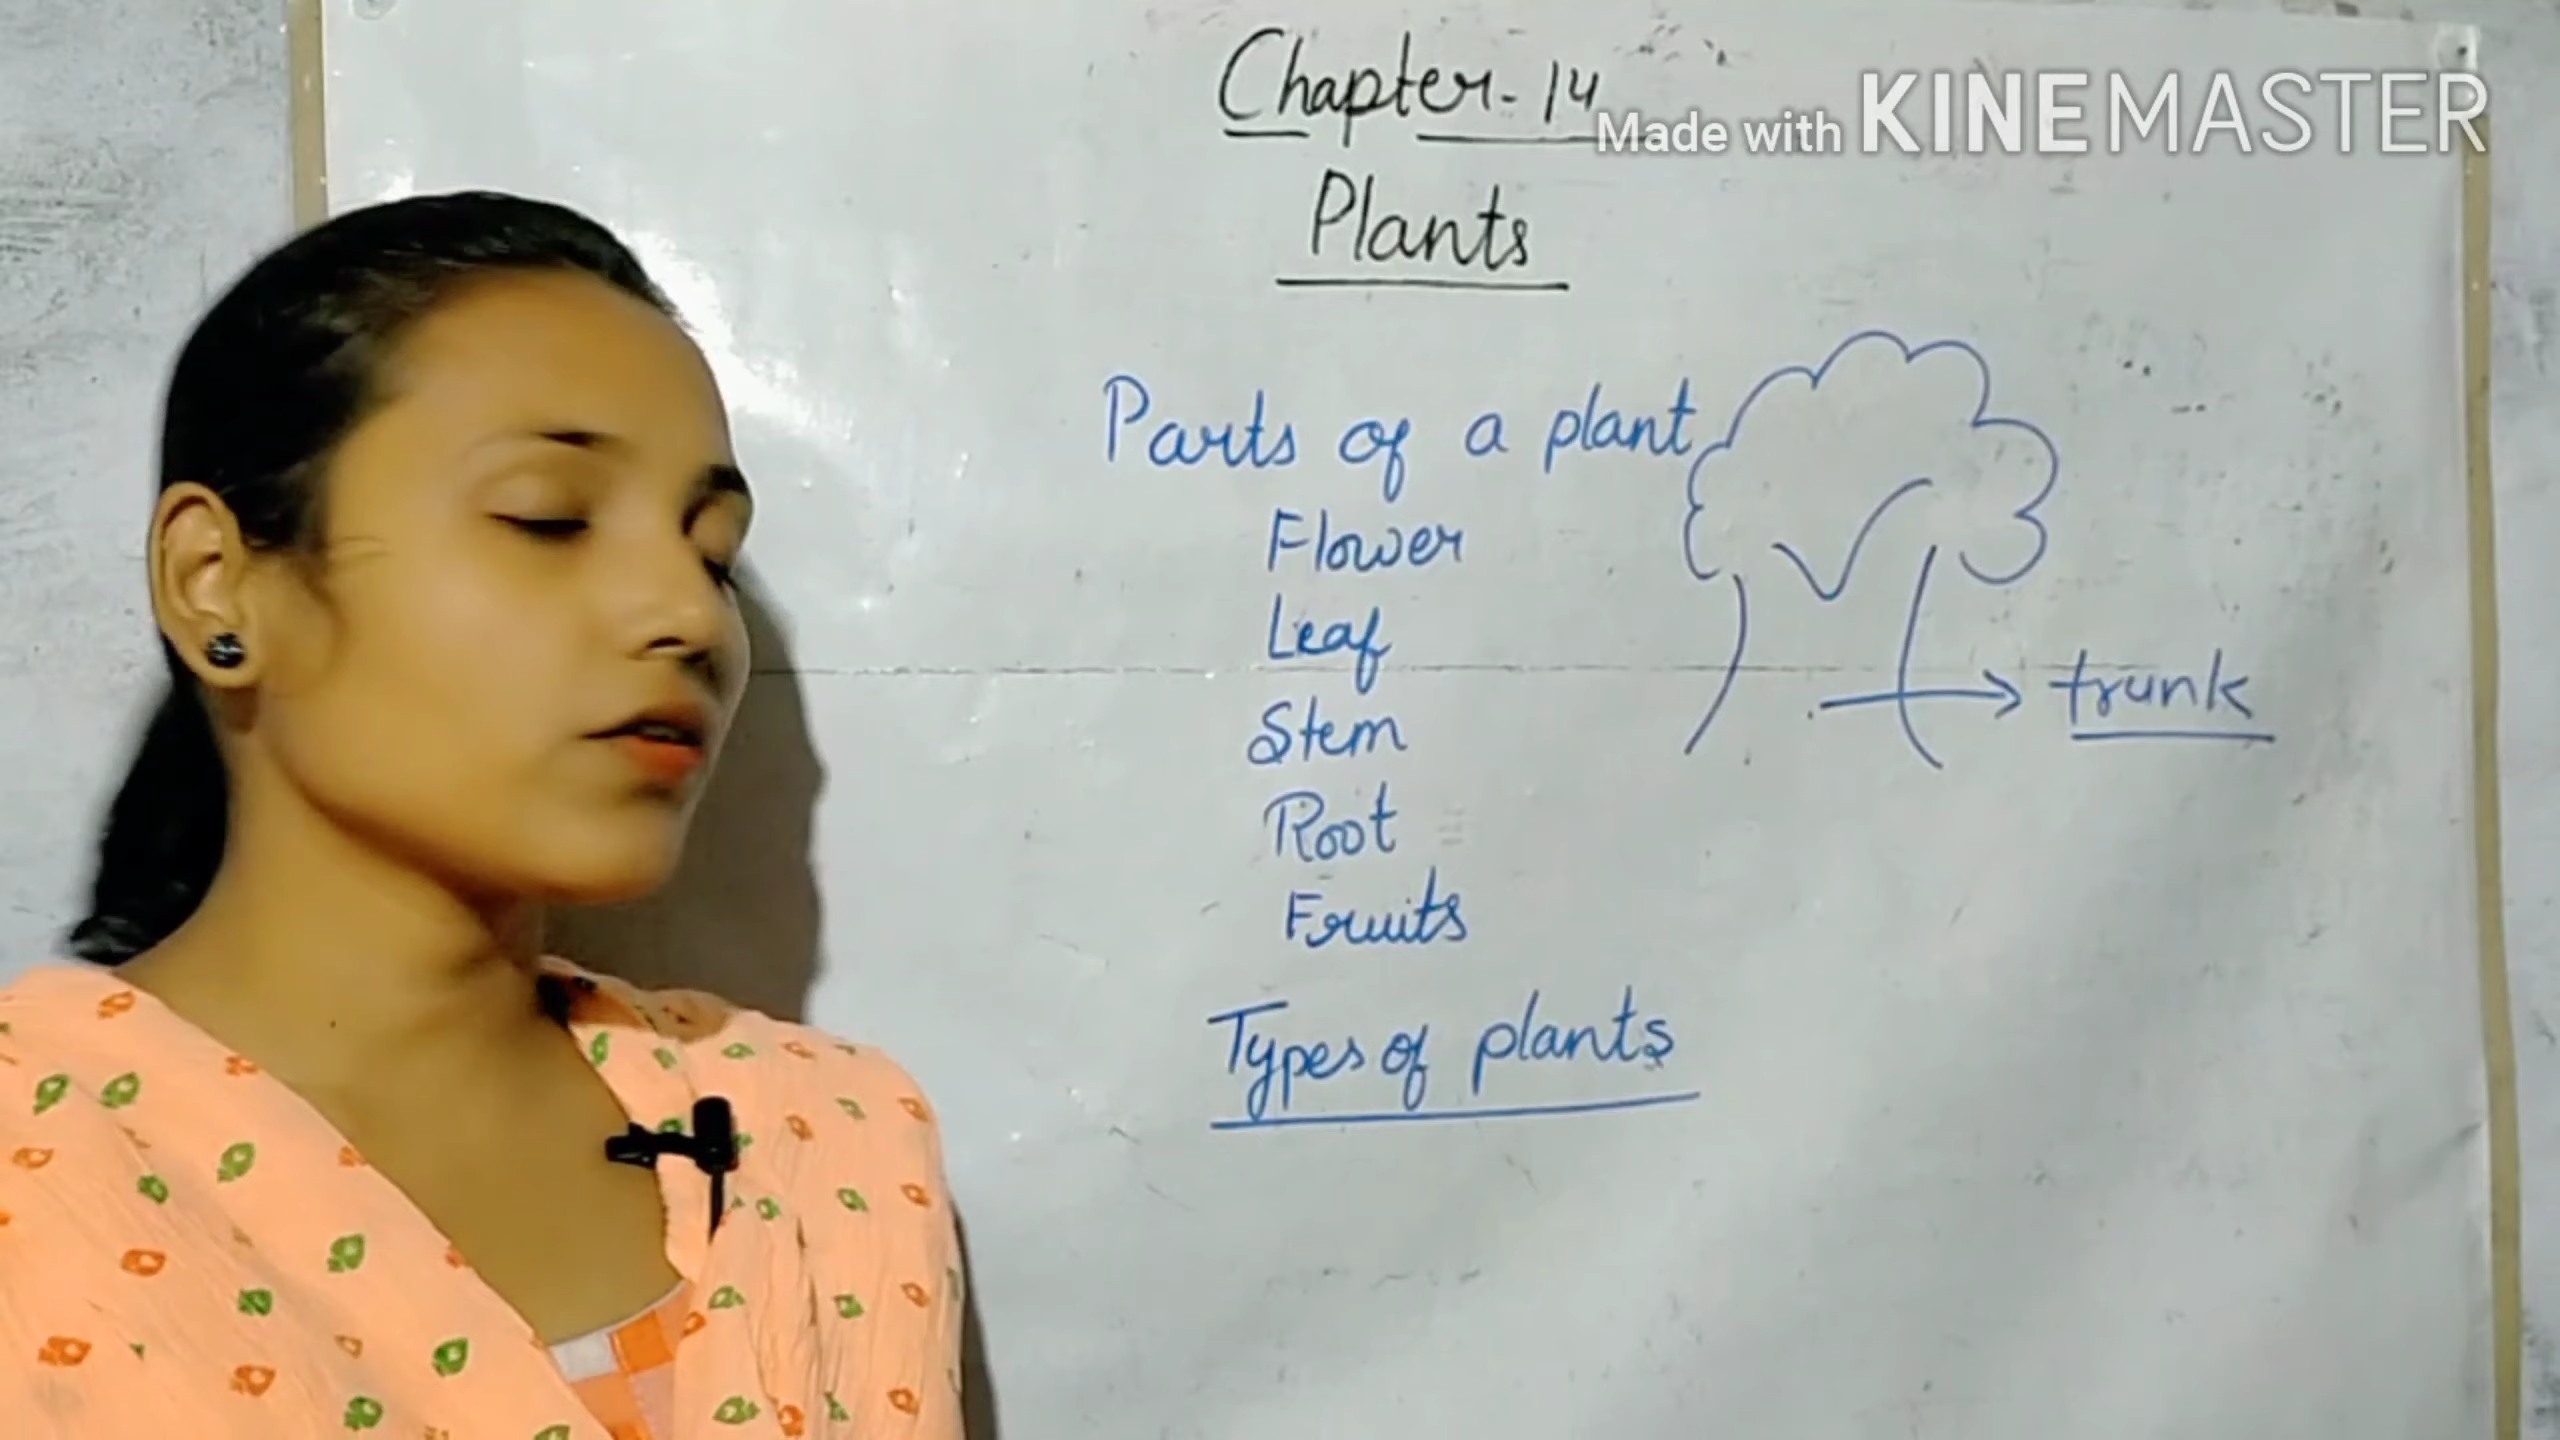 Chapter-14
Made with KINEMASTER
Plants
Parts of a plant
Flower
Leaf
Stem
trunk
Root
Fruits
Types of plants